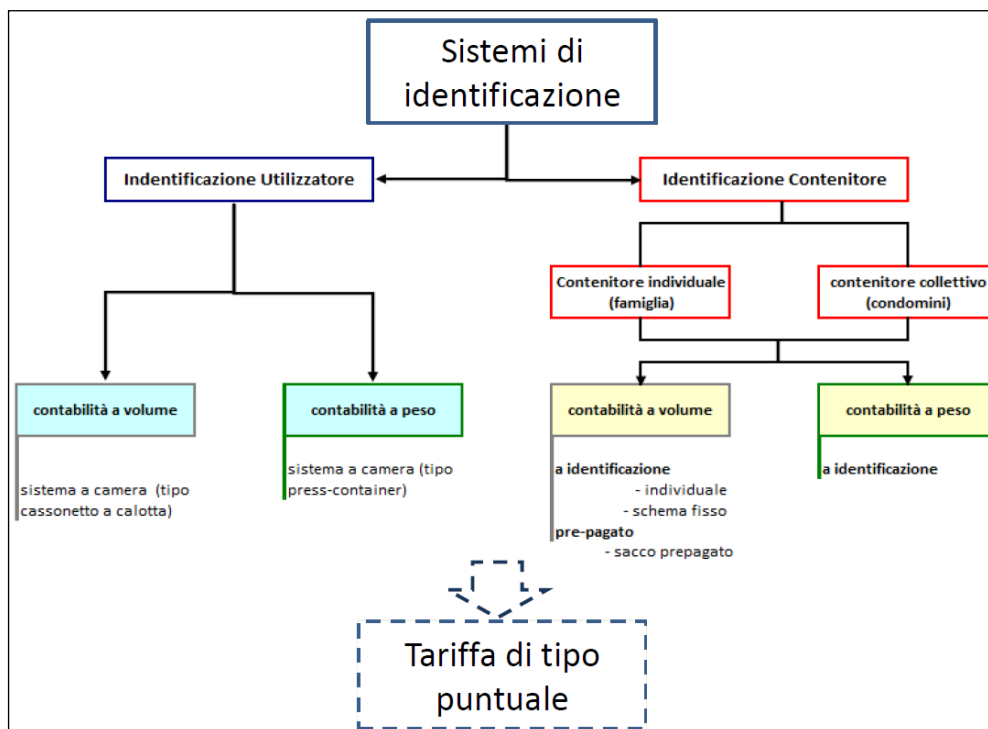 Sistemi di
identificazione
Indentificazione Utilizzatore
Identificazione Contenitore
Contenitore individuale
(famiglia)
contenitore collettivo
(condomini)
contabilità a volume
contabilità a peso
contabilità a volume
contabilità a peso
sistema a camera (tipo
cassonetto a calotta)
sistema a camera (tipo
press-container)
a identificazione
- individuale
- schema fisso
pre-pagato
- sacco prepagato
a identificazione
Tariffa di tipo
puntuale